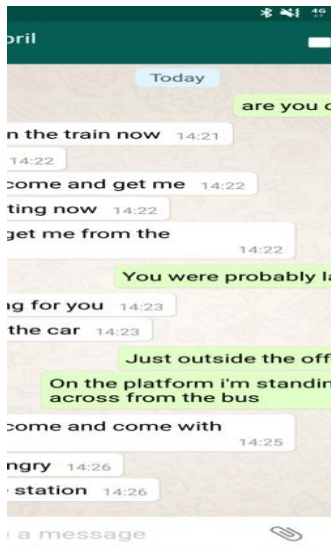 4G
pril
Today
are you
n the train now 14:21
14:22
come and get me 14:22
ting now 14:22
get me from the
14:22
You were probably
ng for you 14:23
the car 14:23
Just outside the off
On the platform i'm standin
across from the bus
come and come with
14:25
ngry 14:26
station 14:26
a message